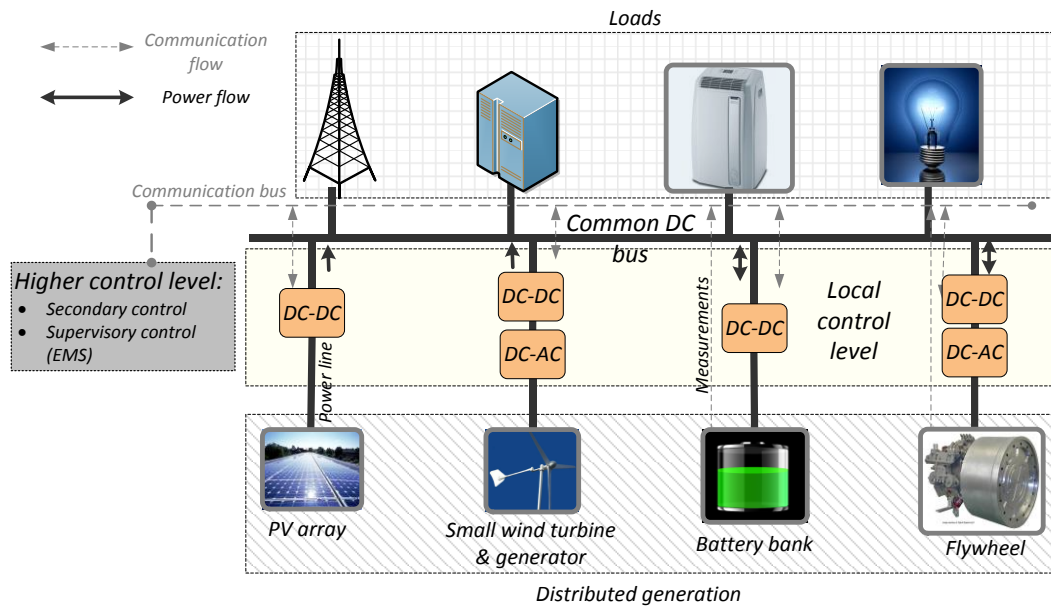 Loads
Communication
flow
Power flow
Communication bus
Common DC
bus
Higher control level:
• Secondary control
• Supervisory control
(EMS)
DC-DC
DC-DC
DC-AC
DC-DC
DC-DC
DC-AC
Local
control
level
Power line
Measurements
PV array
Small wind turbine
& generator
Battery bank
Flywheel
Distributed generation